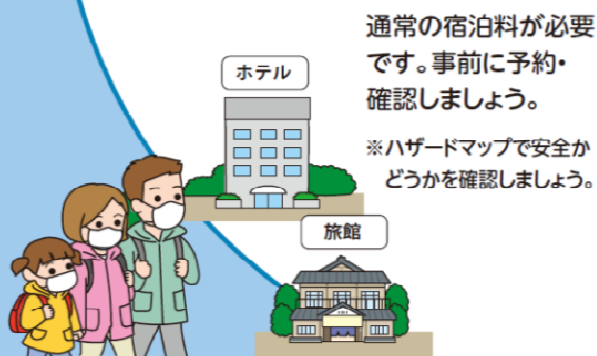 通常の宿泊料が必要
です。事前に予約・
確認しましょう。
※ハザードマップで安全か
どうかを確認しましょう。
ホテル
旅館